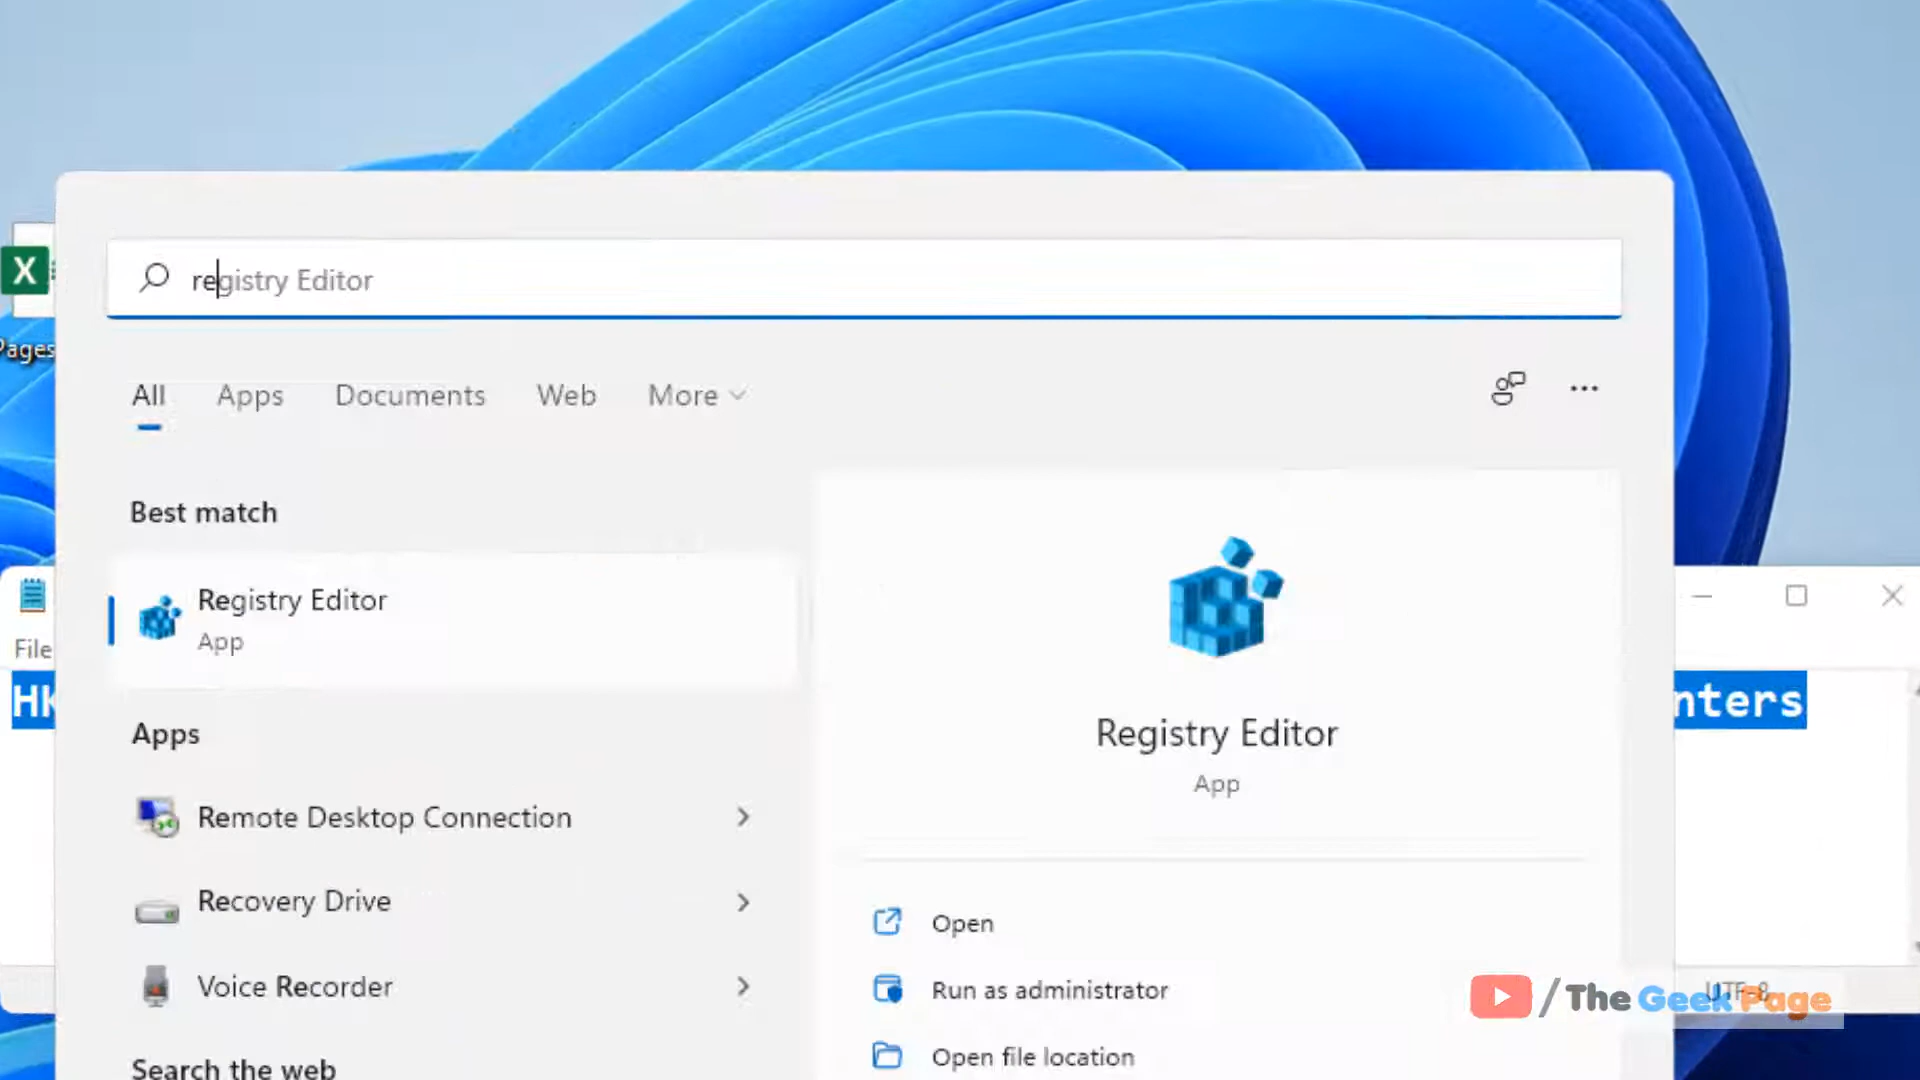 registry Editor
Pages
All Apps Documents Web More
Best match
Registry Editor
App
Apps
Remote Desktop Connection
Recovery Drive
Voice Recorder
Search the web
Registry Editor
App
Open
Run as administrator
Open file location
File
HK
nters
UTF-8
/The Geek Page